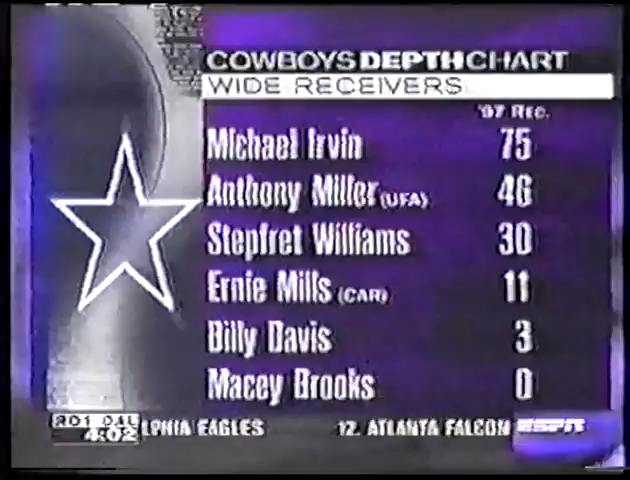 COWBOYS DEPTH CHART
WIDE RECEIVERS
'97 REC.
Michael Irvin 75
Anthony Miller (UFA) 46
Stepfret Williams 30
Ernie Mills (CAR) 11
Billy Davis 3
Macey Brooks 0
RD1 DAL
4:02
LPHIA EAGLES 12. ATLANTA FALCON ESPN